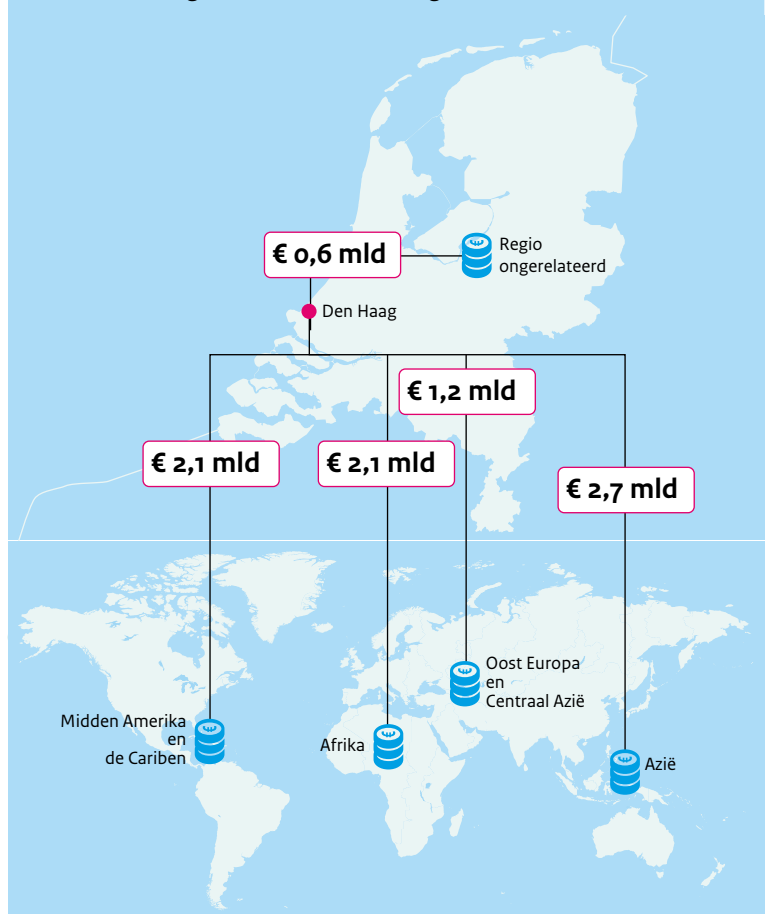 € 0,6 mld
Regio
ongerelateerd
Den Haag
€ 1,2 mld
€ 2,1 mld
€ 2,1 mld
€ 2,7 mld
Oost Europa
en
Centraal Azië
Midden Amerika
en
de Cariben
Afrika
Azië